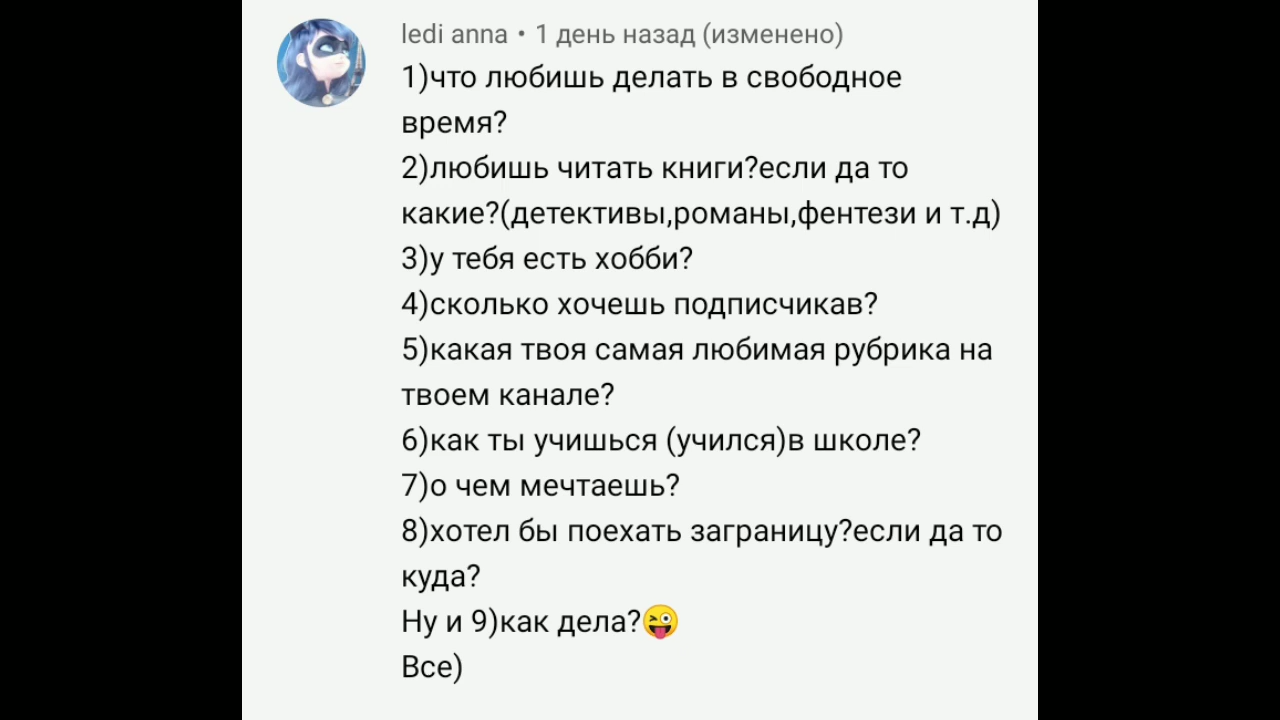 ledi anna • 1 день назад (изменено)
1)что любишь делать в свободное
время?
2)любишь читать книги?если да то
какие?(детективы,романы,фентези и т.д)
3)у тебя есть хобби?
4)сколько хочешь подписчикав?
5)какая твоя самая любимая рубрика на
твоем канале?
6)как ты учишься (учился)в школе?
7)о чем мечтаешь?
8)хотел бы поехать заграницу?если да то
куда?
Ну и 9)как дела?😜
Все)